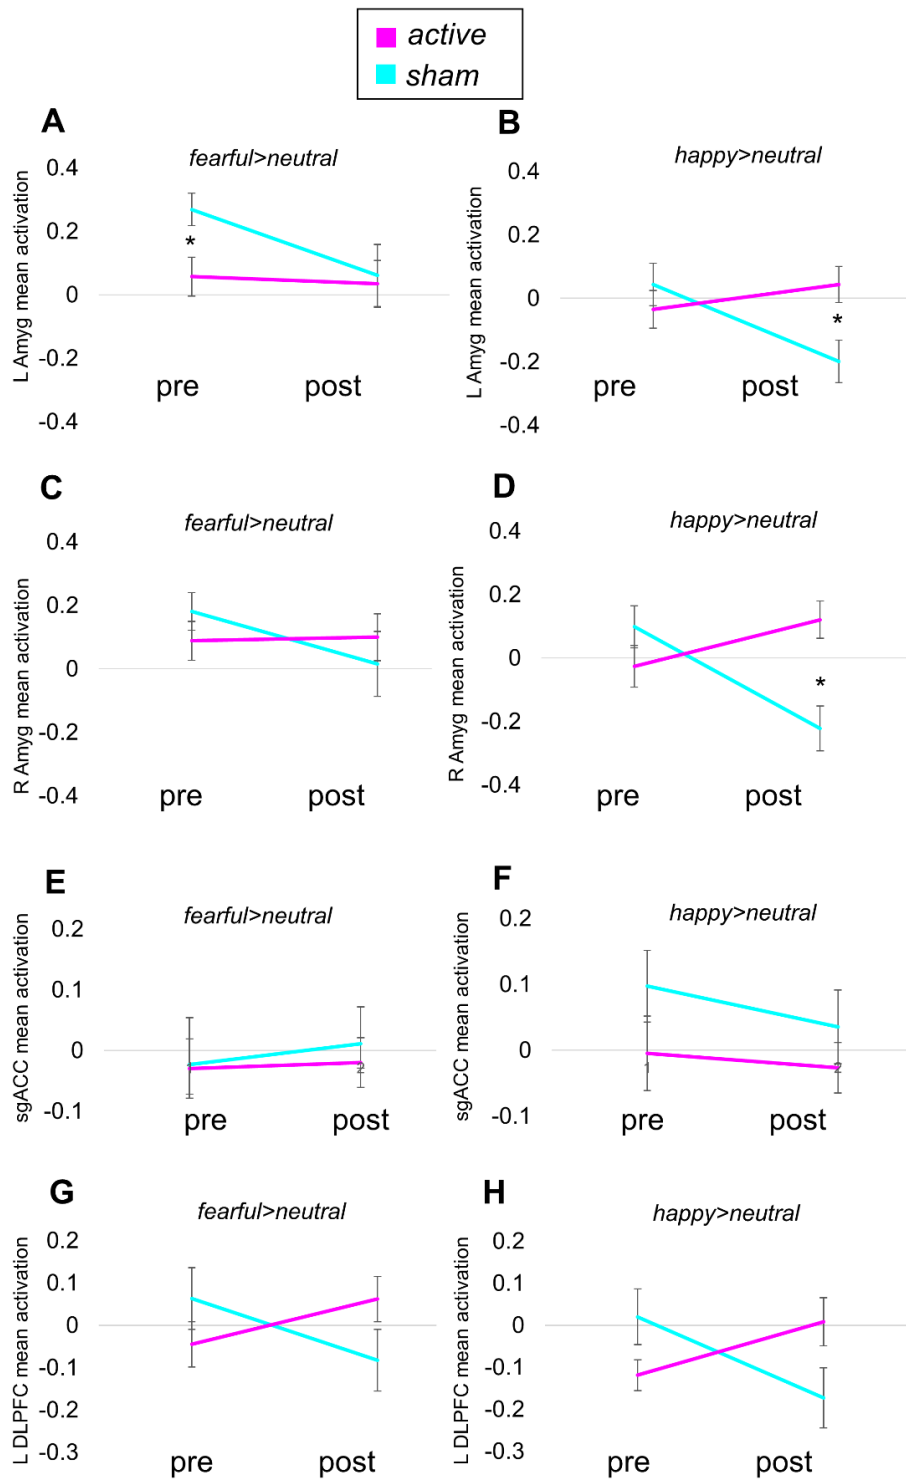 active
sham
A
fearful>neutral
L Amyg mean activation
0.4
0.2
0
-0.2
-0.4
*
pre
post
B
happy>neutral
L Amyg mean activation
0.4
0.2
0
-0.2
-0.4
*
pre
post
C
fearful>neutral
R Amyg mean activation
0.4
0.2
0
-0.2
-0.4
pre
post
D
happy>neutral
R Amyg mean activation
0.4
0.2
0
-0.2
-0.4
*
pre
post
E
fearful>neutral
sgACC mean activation
0.2
0.1
0
-0.1
pre
post
F
happy>neutral
sgACC mean activation
0.2
0.1
0
-0.1
pre
post
G
fearful>neutral
L DLPFC mean activation
0.2
0.1
0
-0.1
-0.2
-0.3
pre
post
H
happy>neutral
L DLPFC mean activation
0.2
0.1
0
-0.1
-0.2
-0.3
pre
post